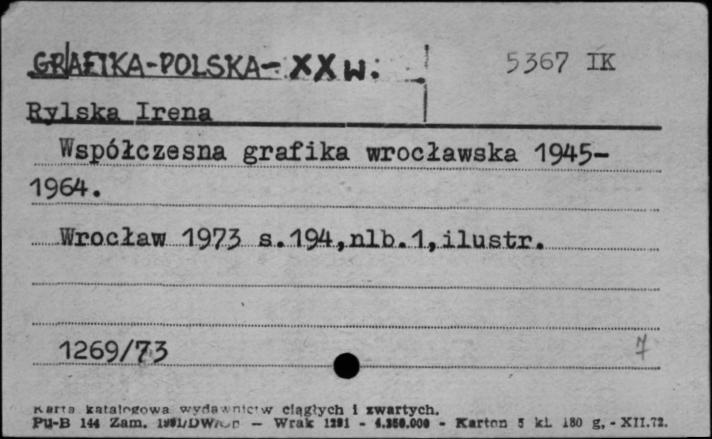 GRAFIKA-POLSKA- XX w. 5367 IK
Rylska Irena
Współczesna grafika wrocławska 1945-
1964.
Wrocław 1973 s.194,nlb.1,ilustr.
1269/73 7
Karta katalogowa wydawnictw ciągłych i zwartych.
Pu-B 144 Zam. — Wrak 1291 - 4.350.000 - Karton 5 kl. 180 g, - XII.72.